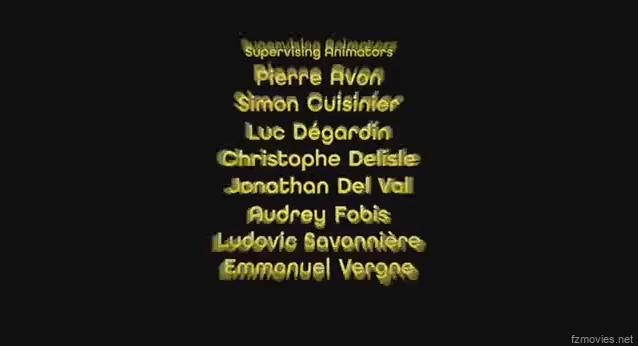 Supervising Animators
Pierre Avon
Simon Cuisinier
Luc Dégardin
Christophe Delisle
Jonathan Del Val
Audrey Fobis
Ludovic Savonnière
Emmanuel Vergne
fzmovies.net